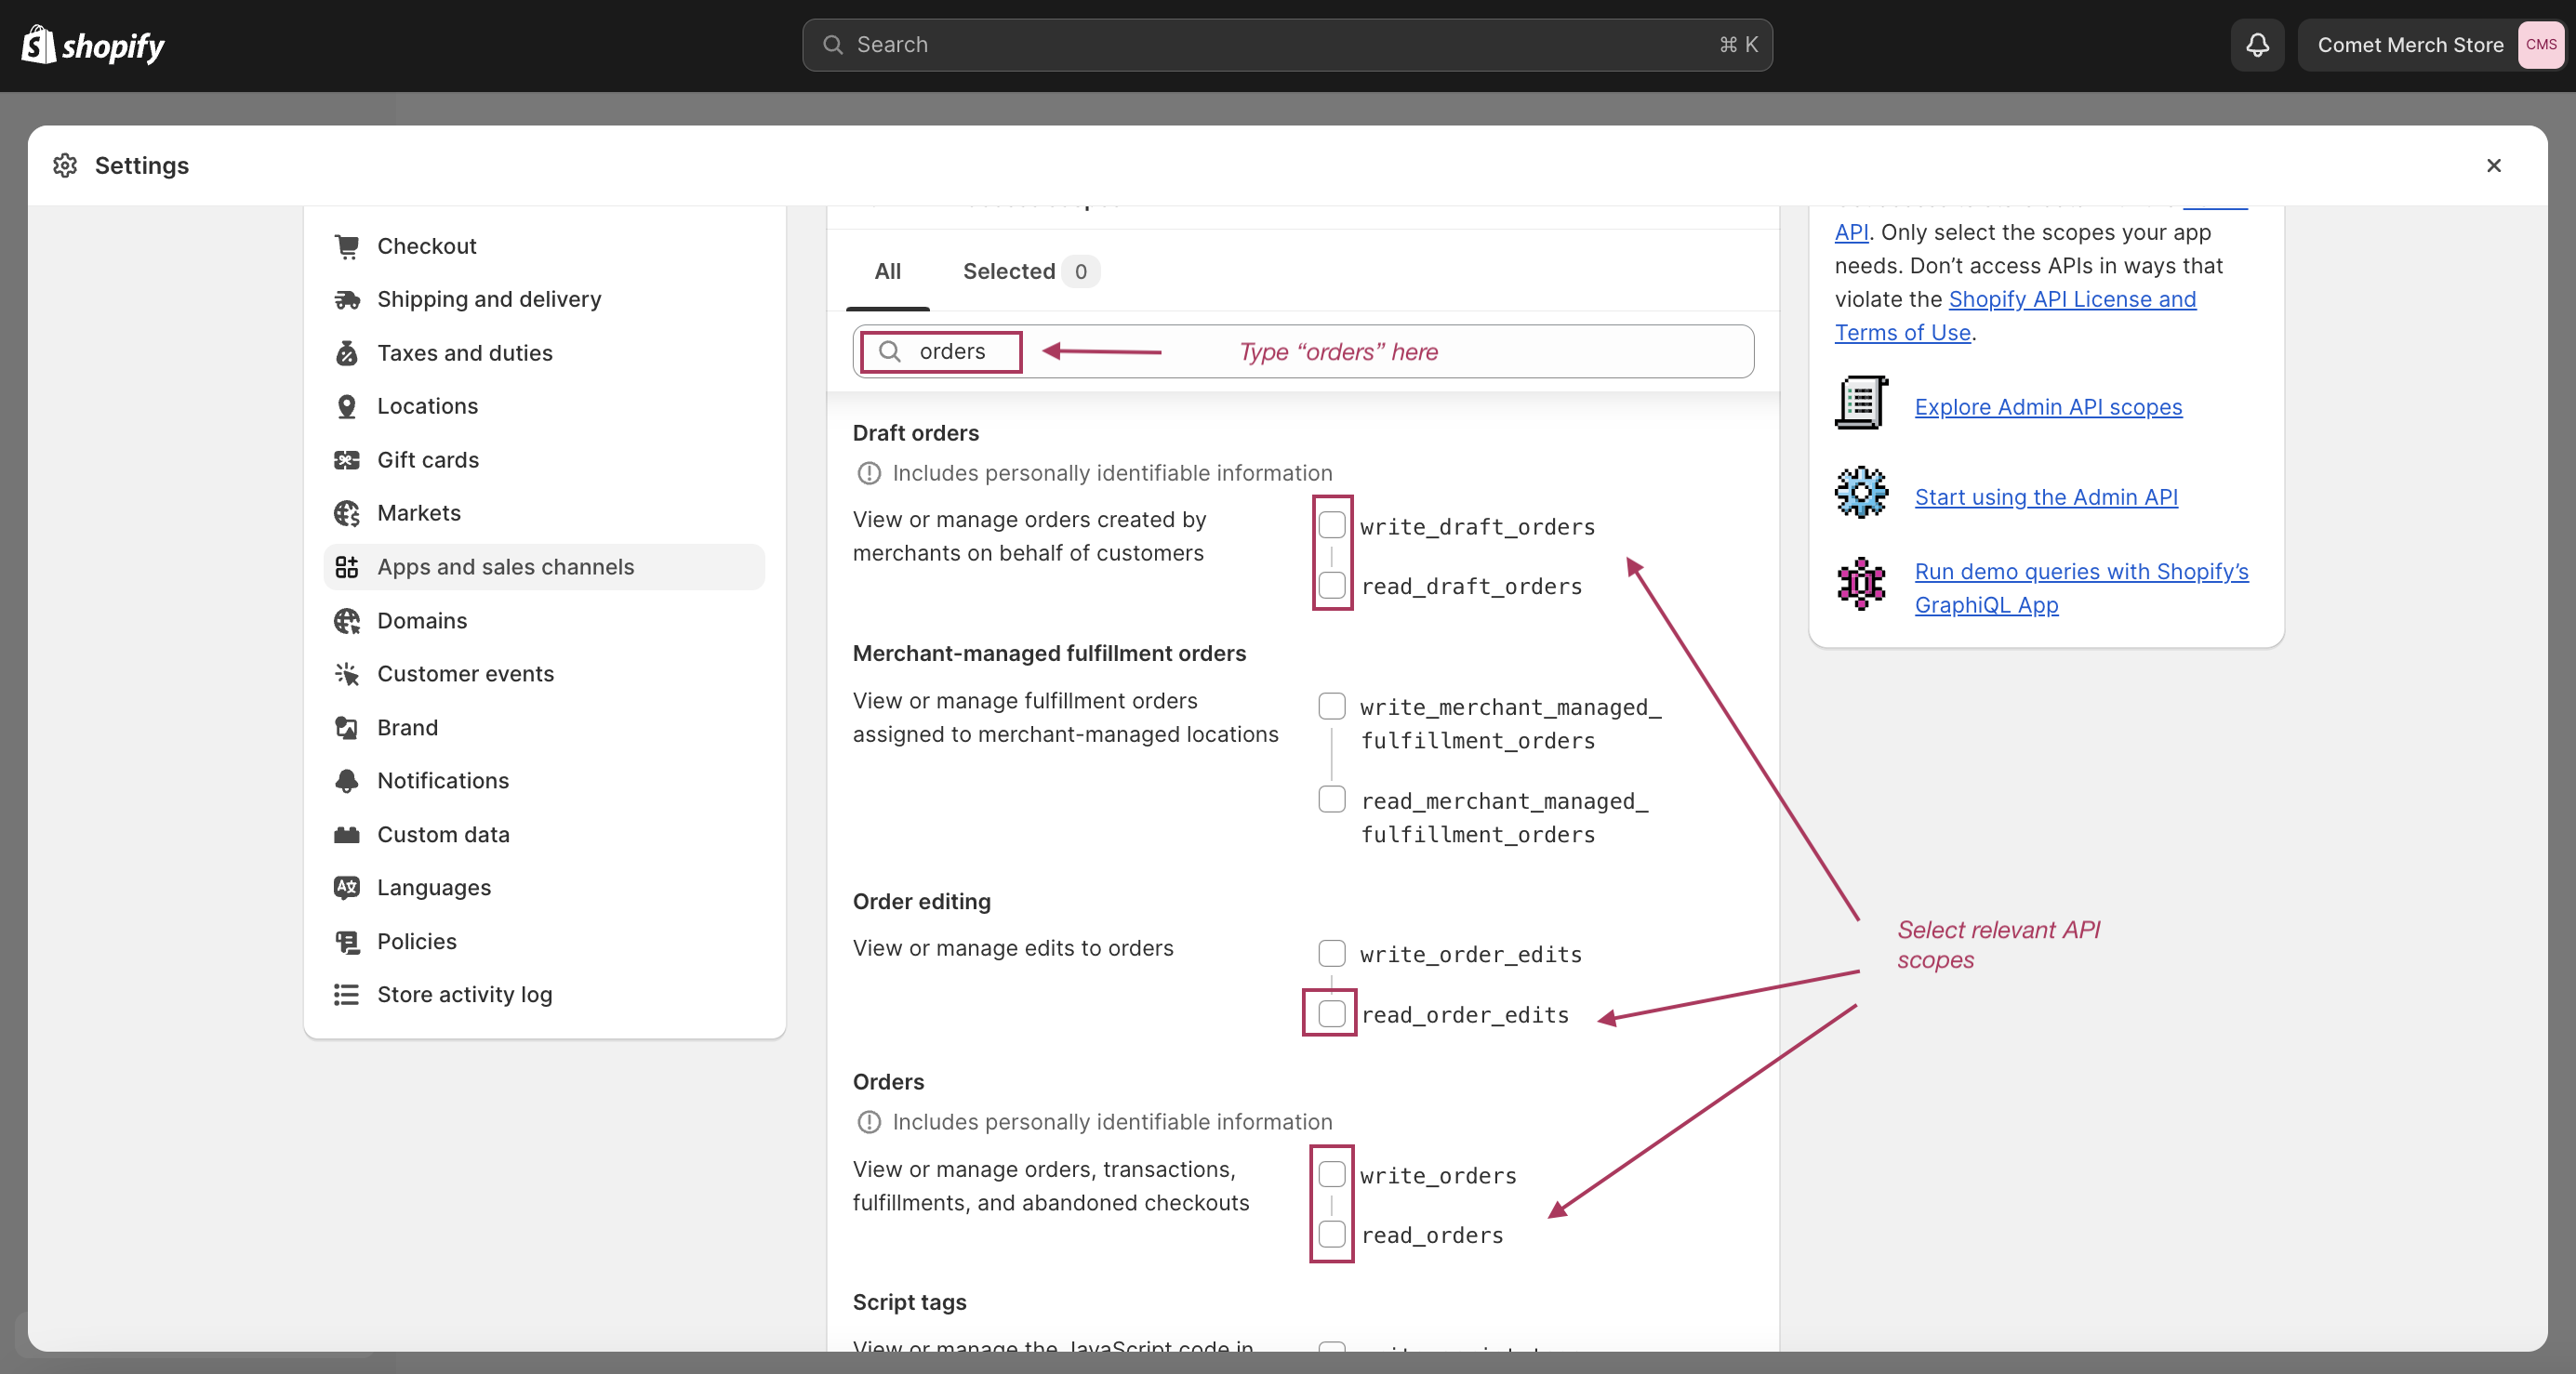 shopify
Search
⌘ K
Comet Merch Store
CMS
Settings
Checkout
Shipping and delivery
Taxes and duties
Locations
Gift cards
Markets
Apps and sales channels
Domains
Customer events
Brand
Notifications
Custom data
Languages
Policies
Store activity log
All
Selected 0
orders
Type “orders” here
Draft orders
Includes personally identifiable information
View or manage orders created by
merchants on behalf of customers
write_draft_orders
read_draft_orders
Merchant-managed fulfillment orders
View or manage fulfillment orders
assigned to merchant-managed locations
write_merchant_managed_
fulfillment_orders
read_merchant_managed_
fulfillment_orders
Order editing
View or manage edits to orders
write_order_edits
read_order_edits
Orders
Includes personally identifiable information
View or manage orders, transactions,
fulfillments, and abandoned checkouts
write_orders
read_orders
Script tags
View or manage the JavaScript code in
API. Only select the scopes your app
needs. Don’t access APIs in ways that
violate the Shopify API License and
Terms of Use.
Explore Admin API scopes
Start using the Admin API
Run demo queries with Shopify’s
GraphiQL App
Select relevant API
scopes